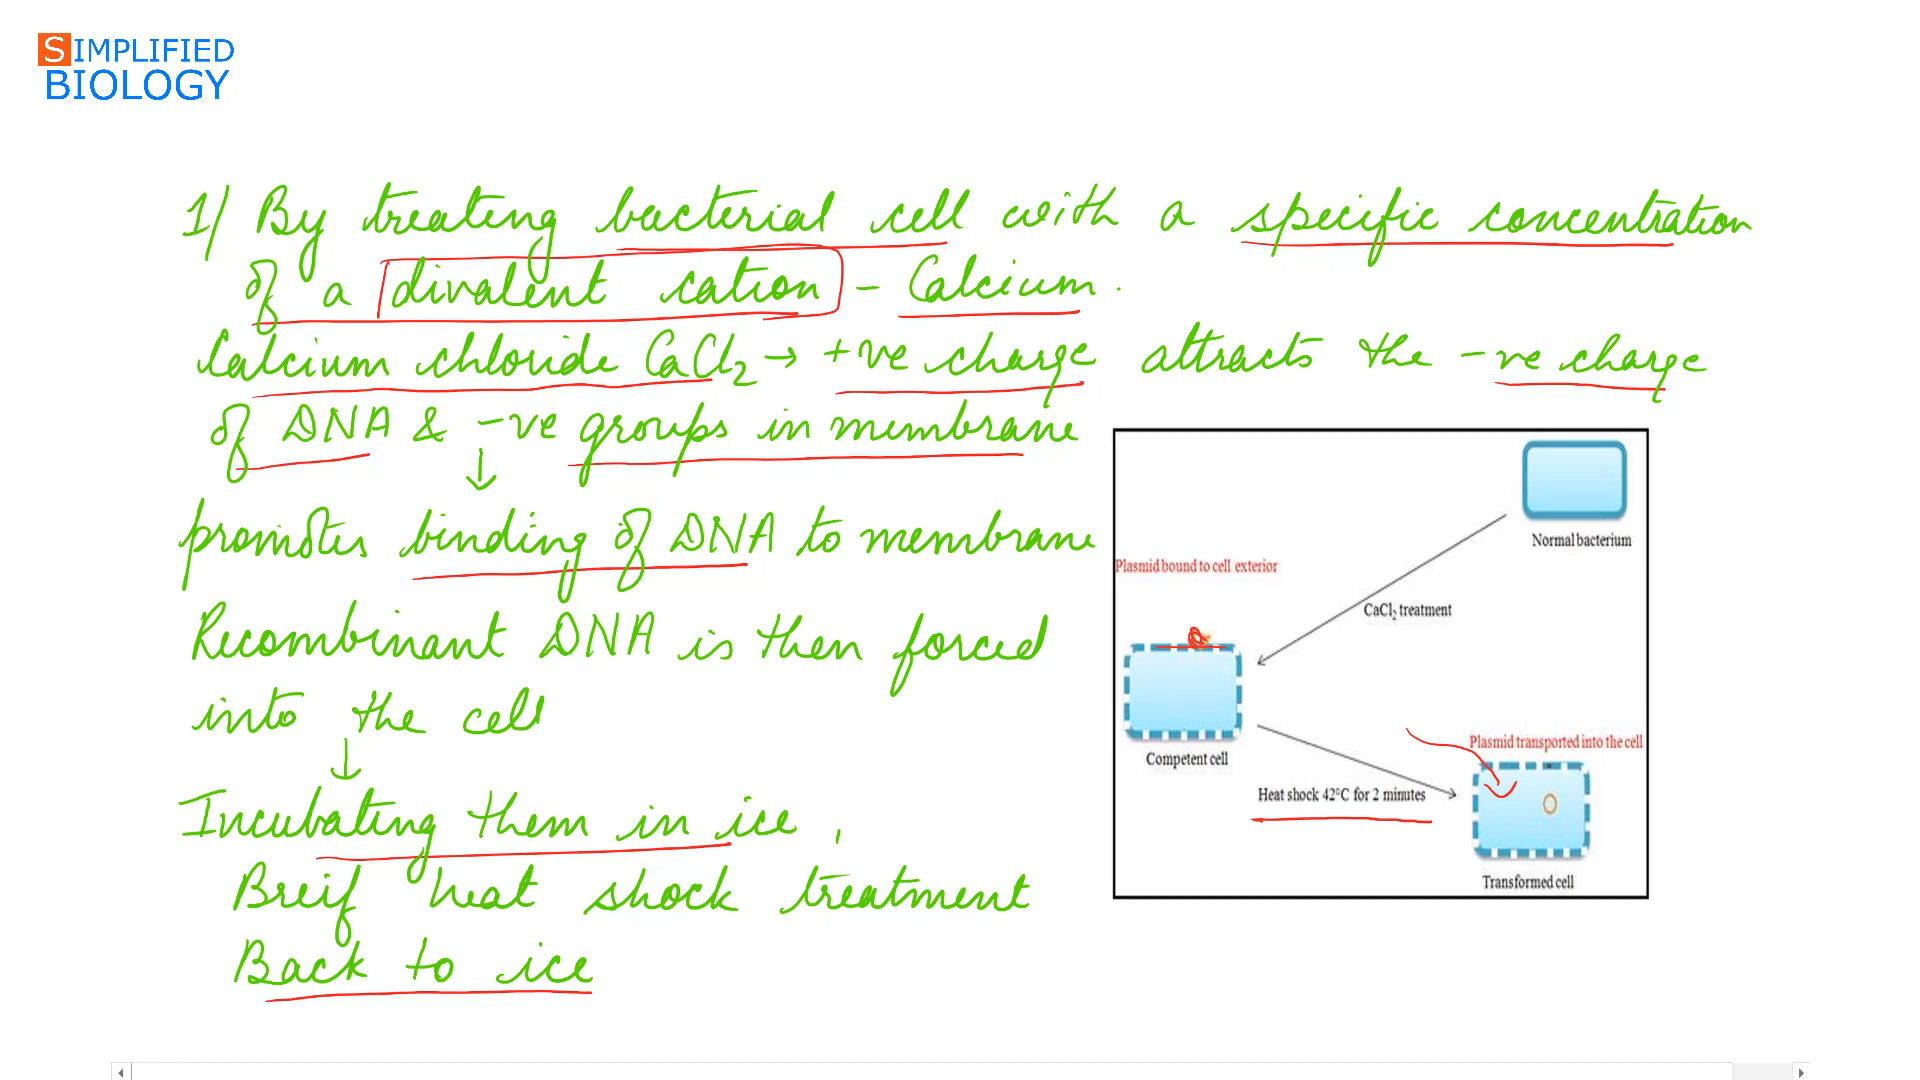 SIMPLIFIED
BIOLOGY
1) By treating bacterial cell with a specific concentration
of a divalent cation - Calcium.
Calcium chloride CaCl2 → +ve charge attracts the -ve charge
of DNA & -ve groups in membrane
↓
promotes binding of DNA to membrane
Recombinant DNA is then forced
into the cell
↓
Incubating them in ice,
Breif heat shock treatment
Back to ice
Normal bacterium
Plasmid bound to cell exterior
CaCl2 treatment
Competent cell
Plasmid transported into the cell
Heat shock 42°C for 2 minutes
Transformed cell